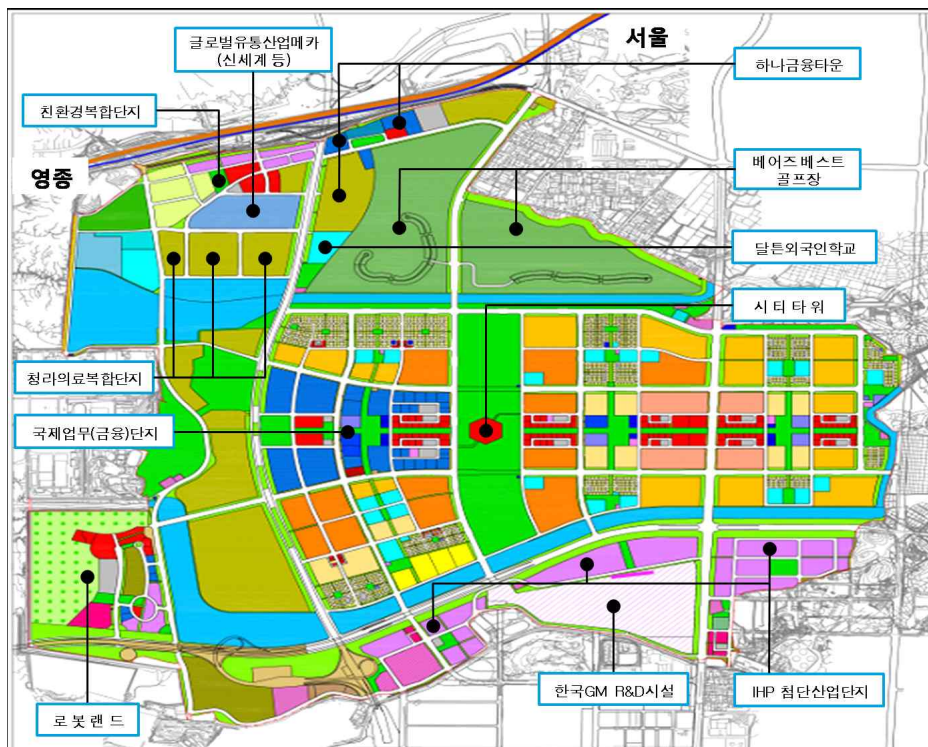 글로벌유통산업메카
(신세계 등)
서울
하나금융타운
친환경복합단지
영종
베어즈베스트
골프장
달튼외국인학교
시티타워
청라의료복합단지
국제업무(금융)단지
로봇랜드
한국GM R&D시설
IHP 첨단산업단지